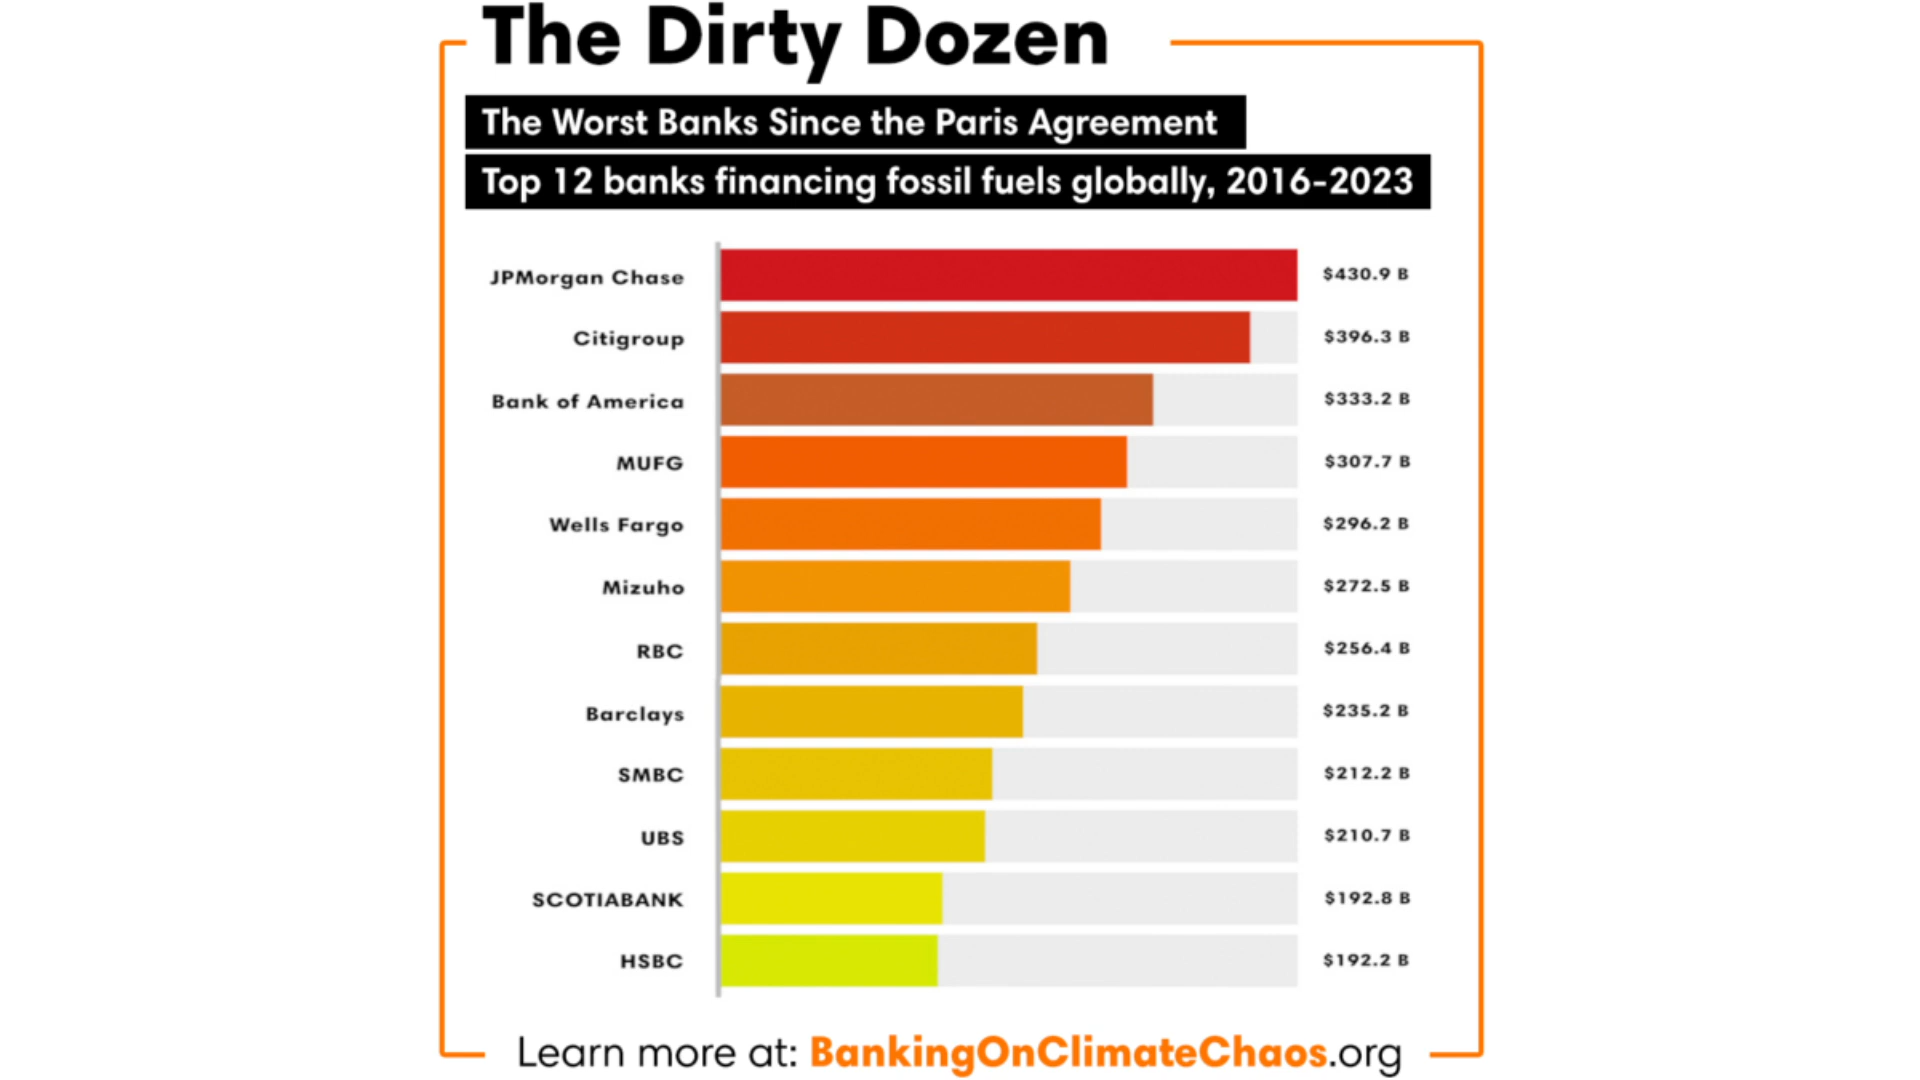 The Dirty Dozen
The Worst Banks Since the Paris Agreement
Top 12 banks financing fossil fuels globally, 2016-2023
JPMorgan Chase $430.9 B
Citigroup $396.3 B
Bank of America $333.2 B
MUFG $307.7 B
Wells Fargo $296.2 B
Mizuho $272.5 B
RBC $256.4 B
Barclays $235.2 B
SMBC $212.2 B
UBS $210.7 B
SCOTIABANK $192.8 B
HSBC $192.2 B
Learn more at: BankingOnClimateChaos.org